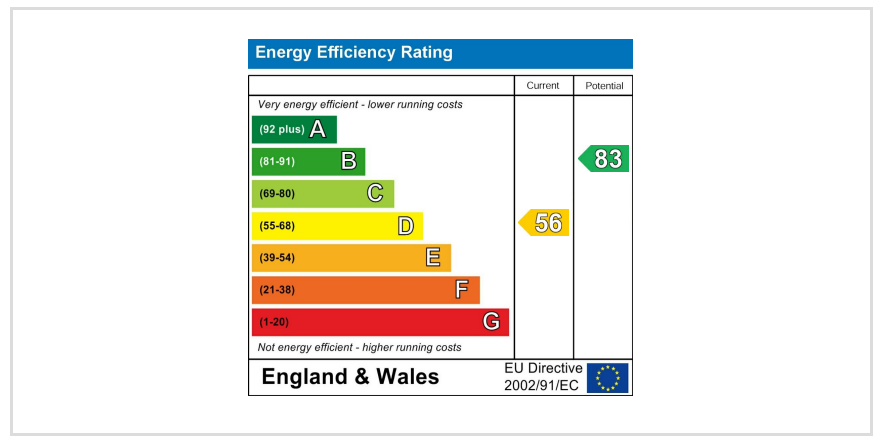 Energy Efficiency Rating
Current Potential
Very energy efficient - lower running costs
(92 plus) A
(81-91) B
83
(69-80) C
(55-68) D
56
(39-54) E
(21-38) F
(1-20) G
Not energy efficient - higher running costs
England & Wales
EU Directive
2002/91/EC